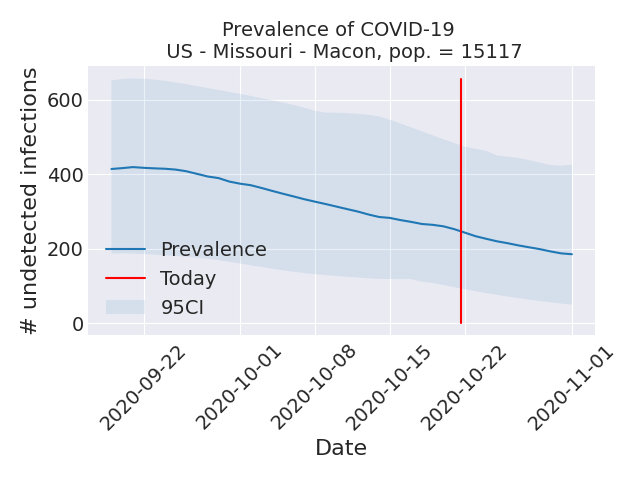 Prevalence of COVID-19
US - Missouri - Macon, pop. = 15117
# undetected infections
600
400
200
0
Prevalence
Today
95CI
2020-09-22
2020-10-01
2020-10-08
2020-10-15
2020-10-22
2020-11-01
Date